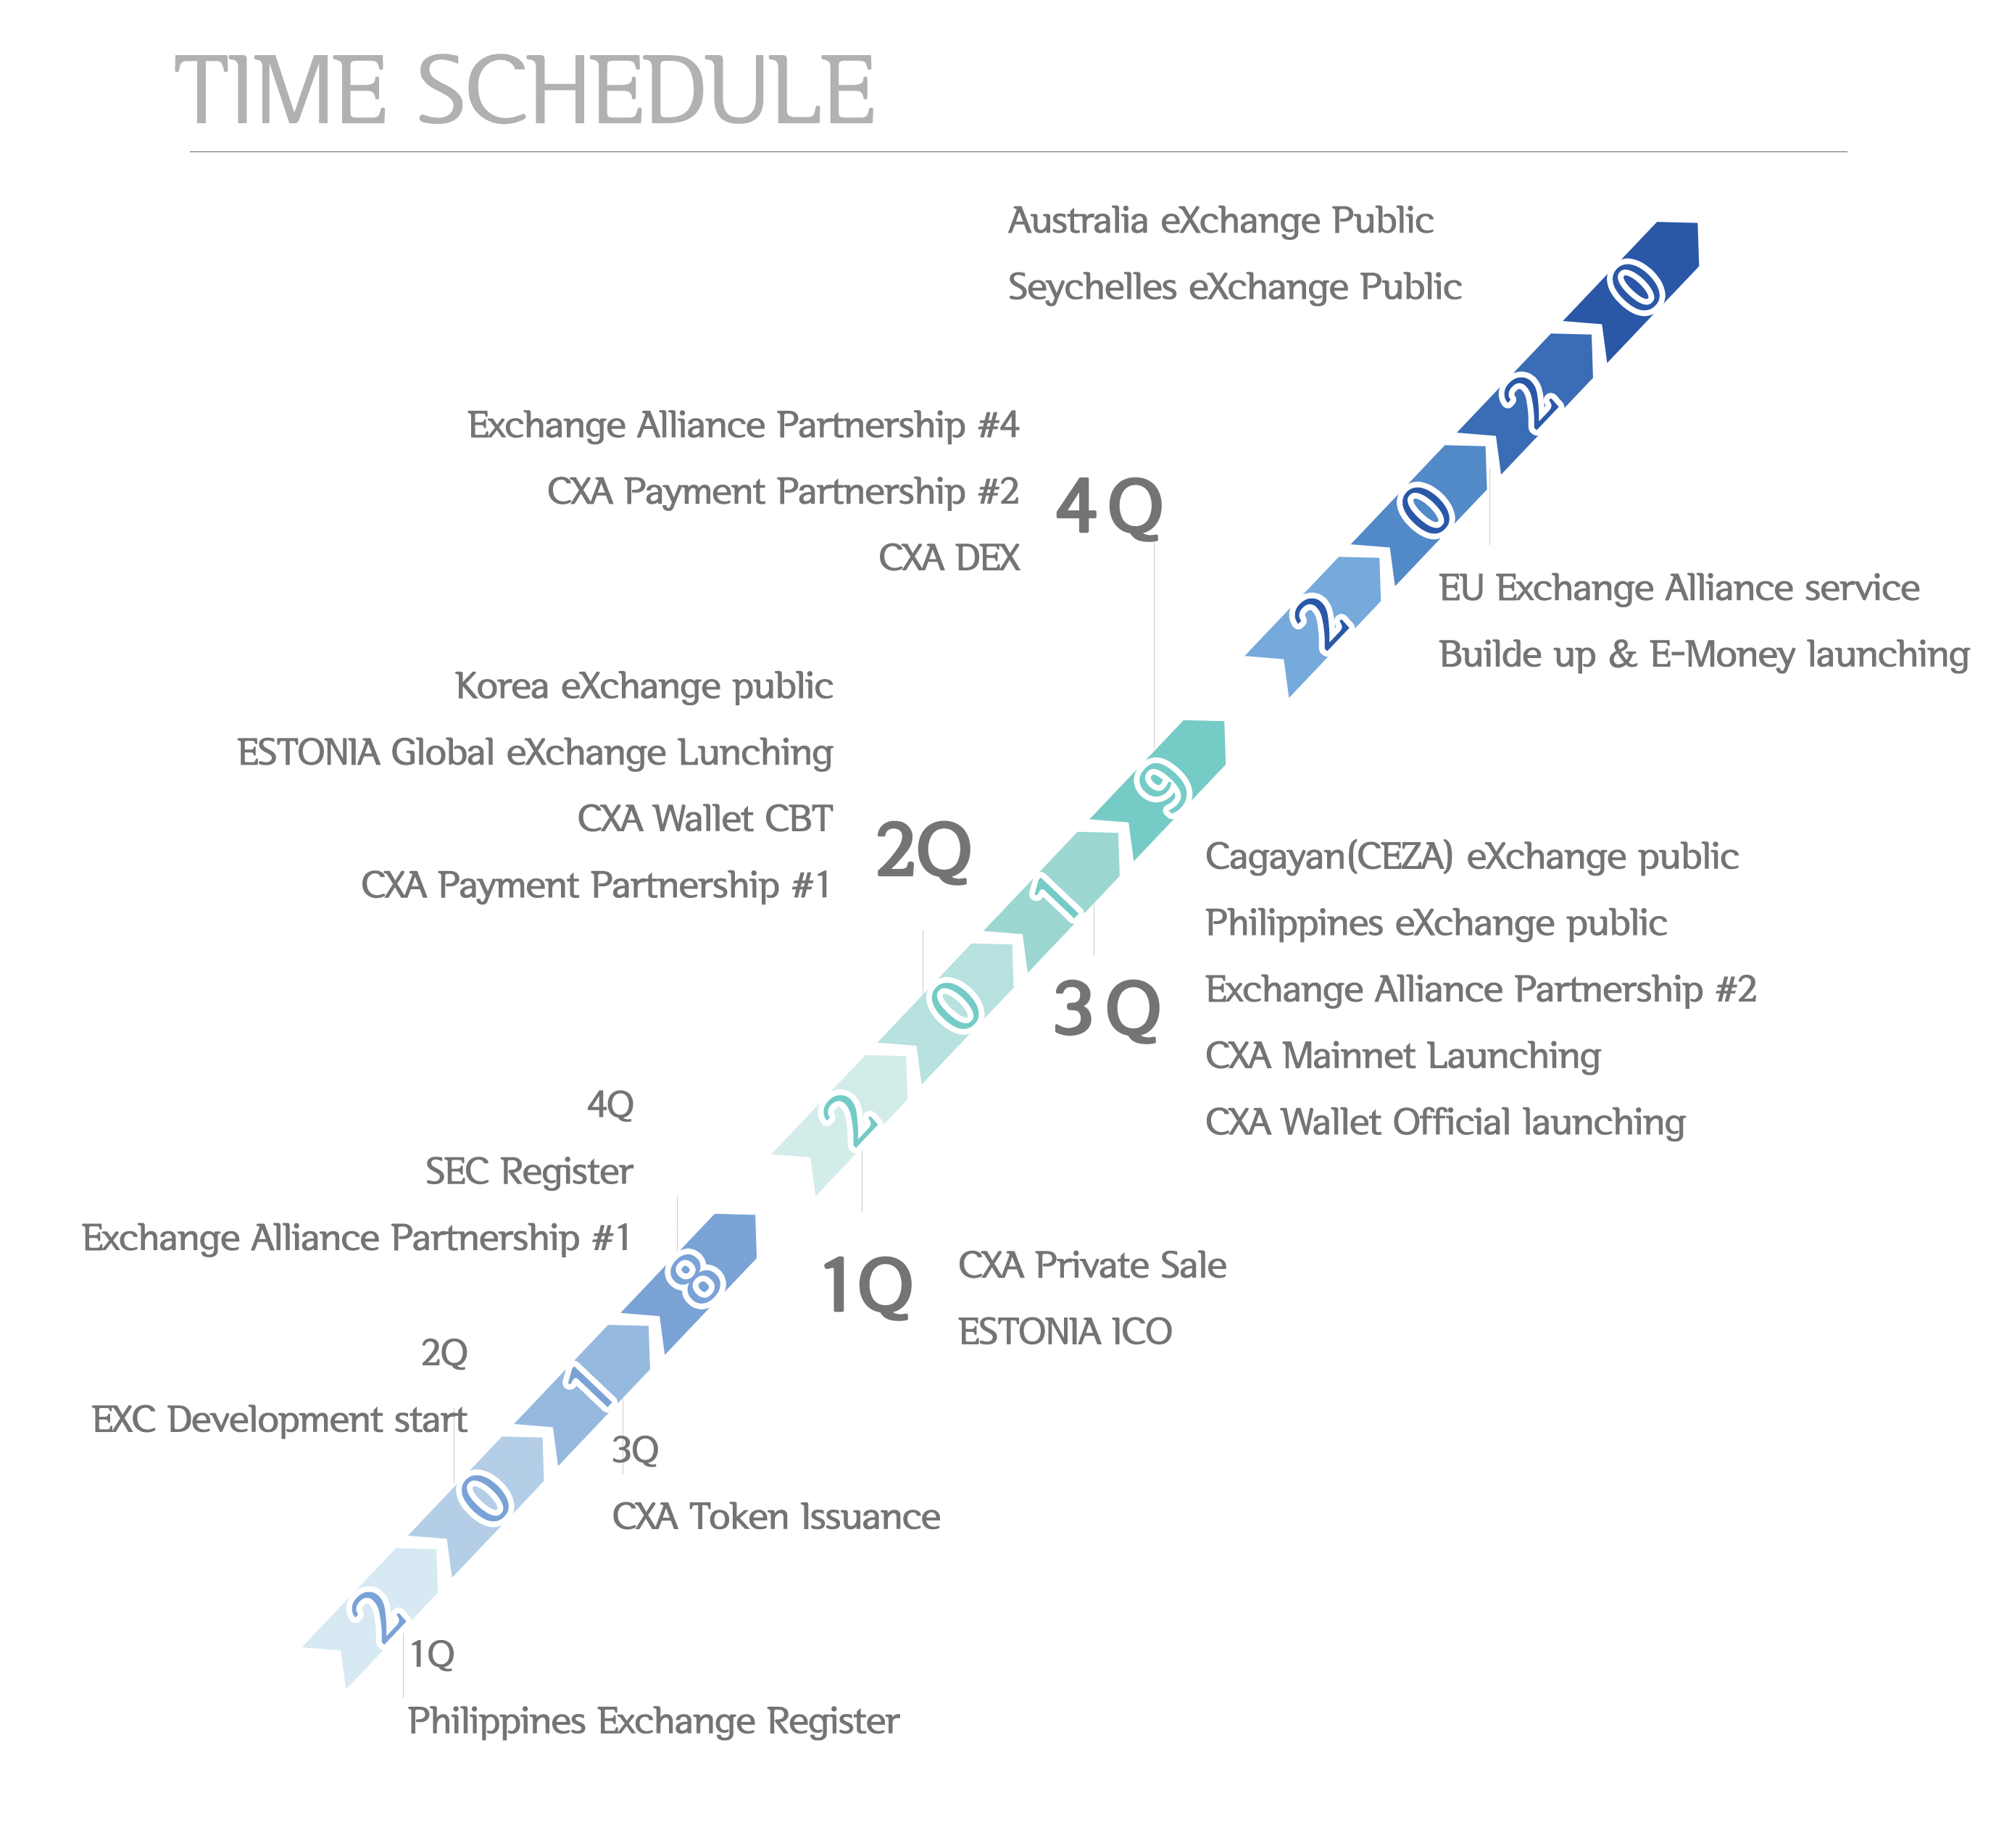 TIME SCHEDULE
Australia eXchange Public
Seychelles eXchange Public
2020
EU Exchange Alliance service
Builde up & E-Money launching
Exchange Alliance Partnership #4
CXA Payment Partnership #2
CXA DEX
4Q
Korea eXchange public
ESTONIA Global eXchange Lunching
CXA Wallet CBT
CXA Payment Partnership #1
2Q
2019
3Q
Cagayan(CEZA) eXchange public
Philippines eXchange public
Exchange Alliance Partnership #2
CXA Mainnet Launching
CXA Wallet Official launching
1Q
CXA Private Sale
ESTONIA ICO
4Q
SEC Register
Exchange Alliance Partnership #1
2018
2Q
EXC Development start
3Q
CXA Token Issuance
1Q
Philippines Exchange Register